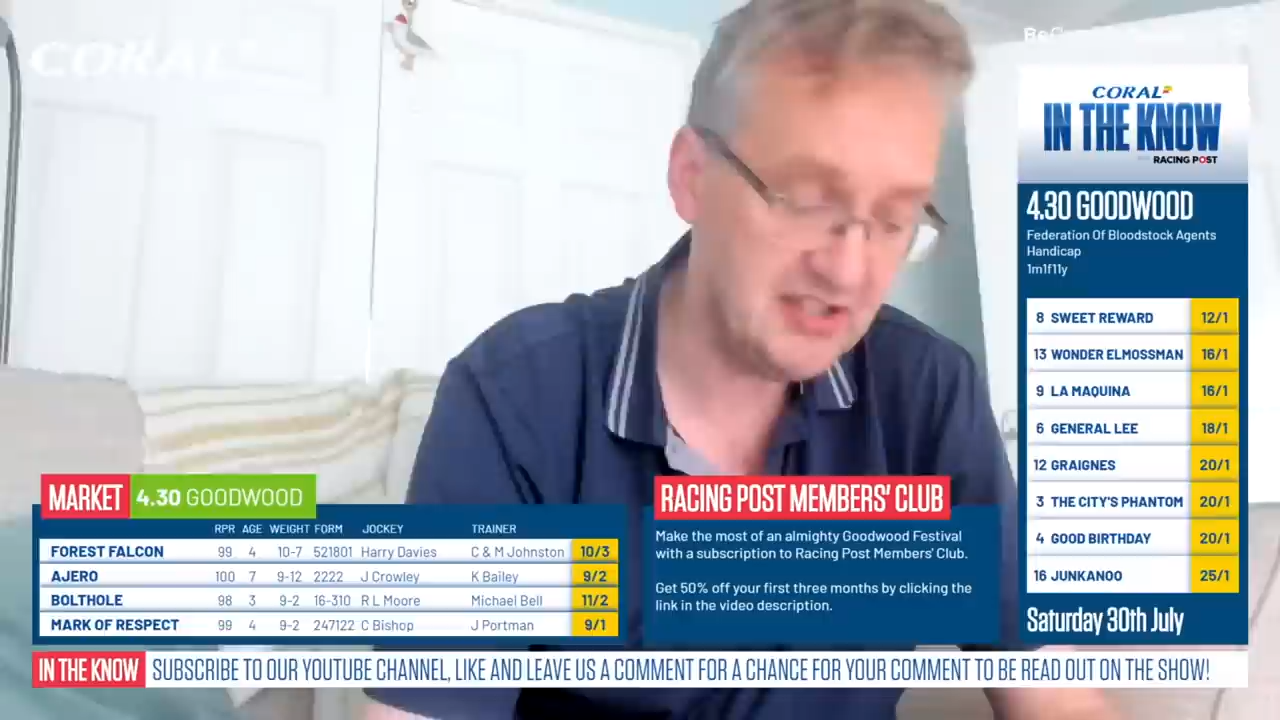 CORAL
CORAL
IN THE KNOW
RACING POST
4.30 GOODWOOD
Federation Of Bloodstock Agents
Handicap
1m1f11y
8 SWEET REWARD 12/1
13 WONDER ELMOSSMAN 16/1
9 LA MAQUINA 16/1
6 GENERAL LEE 18/1
12 GRAIGNES 20/1
3 THE CITY'S PHANTOM 20/1
4 GOOD BIRTHDAY 20/1
16 JUNKANOO 25/1
Saturday 30th July
MARKET 4.30 GOODWOOD
RPR AGE WEIGHT FORM JOCKEY TRAINER
FOREST FALCON 99 4 10-7 521801 Harry Davies C & M Johnston 10/3
AJERO 100 7 9-12 2222 J Crowley K Bailey 9/2
BOLTHOLE 98 3 9-2 16-310 R L Moore Michael Bell 11/2
MARK OF RESPECT 99 4 9-2 247122 C Bishop J Portman 9/1
RACING POST MEMBERS' CLUB
Make the most of an almighty Goodwood Festival
with a subscription to Racing Post Members' Club.
Get 50% off your first three months by clicking the
link in the video description.
IN THE KNOW SUBSCRIBE TO OUR YOUTUBE CHANNEL, LIKE AND LEAVE US A COMMENT FOR A CHANCE FOR YOUR COMMENT TO BE READ OUT ON THE SHOW!